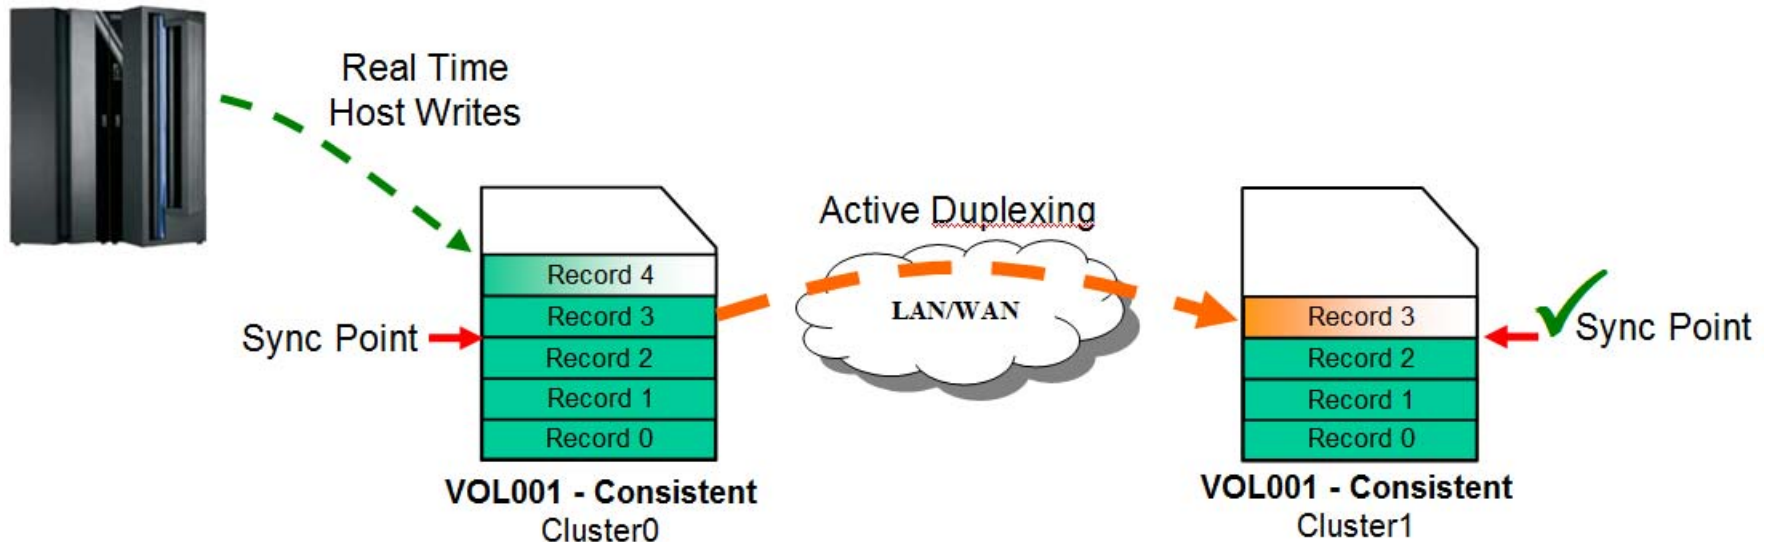 Real Time
Host Writes
Active Duplexing
LAN/WAN
Sync Point
Record 4
Record 3
Record 2
Record 1
Record 0
VOL001 - Consistent
Cluster0
Record 3
Record 2
Record 1
Record 0
Sync Point
VOL001 - Consistent
Cluster1